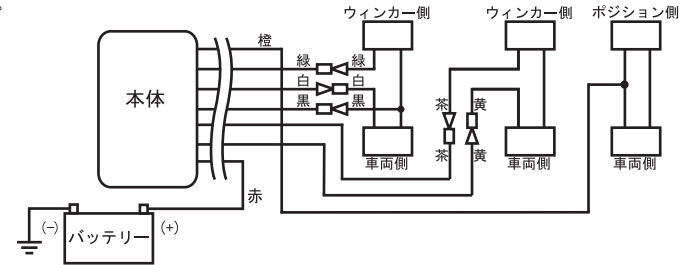 ウィンカー側
ウィンカー側
ポジション側
橙
緑
緑
白
白
黒
黒
本体
茶
黄
茶
黄
車両側
車両側
車両側
赤
(−)
バッテリー
(+)